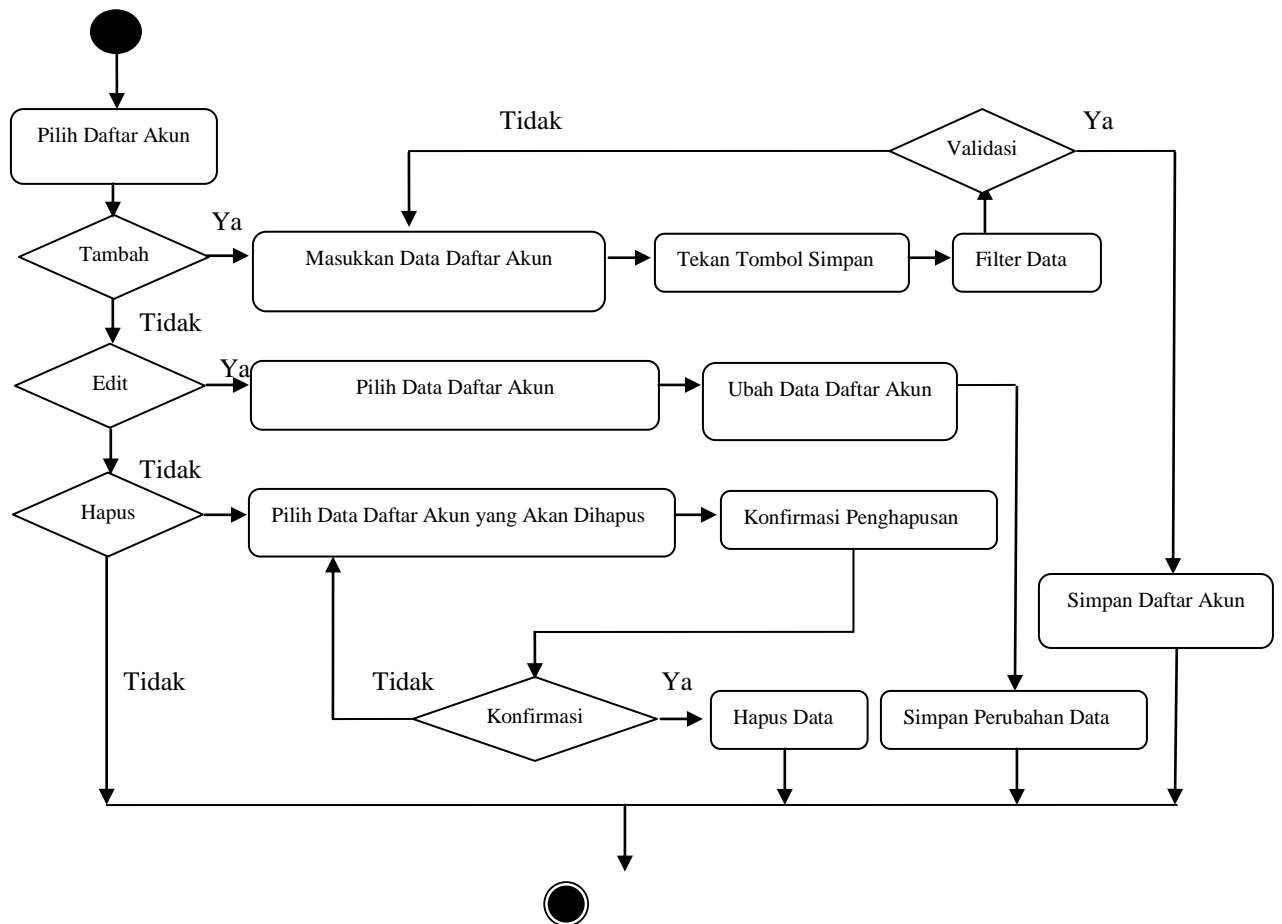 Pilih Daftar Akun
Tidak
Validasi
Ya
Tambah
Ya
Masukkan Data Daftar Akun
Tekan Tombol Simpan
Filter Data
Tidak
Edit
Ya
Pilih Data Daftar Akun
Ubah Data Daftar Akun
Tidak
Hapus
Pilih Data Daftar Akun yang Akan Dihapus
Konfirmasi Penghapusan
Simpan Daftar Akun
Tidak
Tidak
Konfirmasi
Ya
Hapus Data
Simpan Perubahan Data